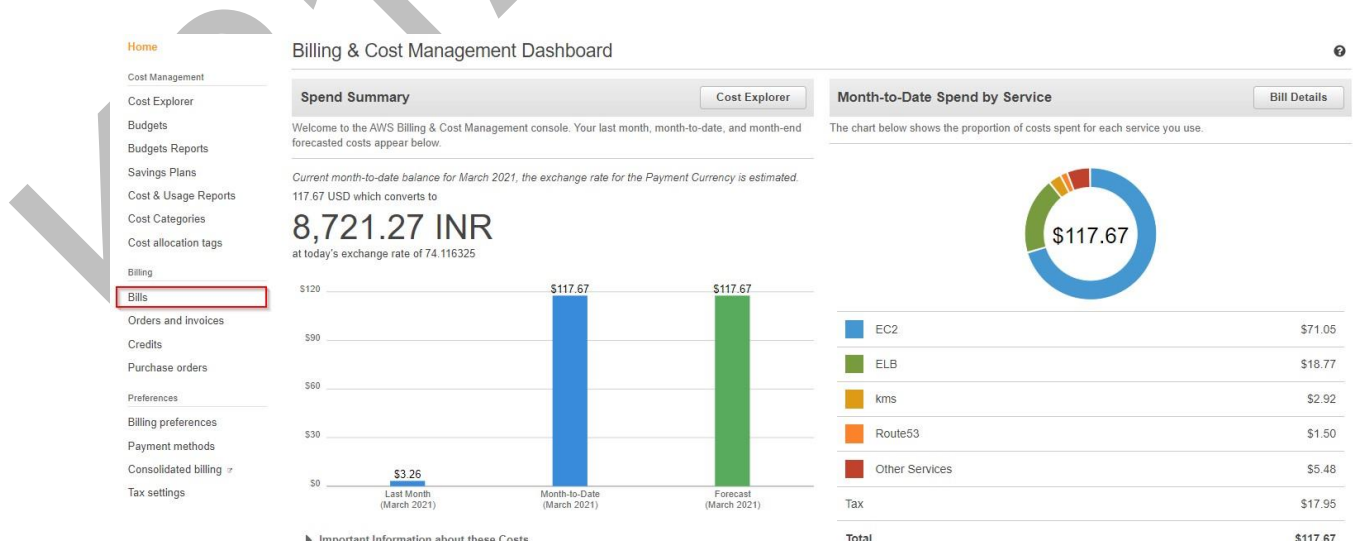 Home
Cost Management
Cost Explorer
Budgets
Budgets Reports
Savings Plans
Cost & Usage Reports
Cost Categories
Cost allocation tags
Billing
Bills
Orders and invoices
Credits
Purchase orders
Preferences
Billing preferences
Payment methods
Consolidated billing
Tax settings
Billing & Cost Management Dashboard
Spend Summary
Cost Explorer
Welcome to the AWS Billing & Cost Management console. Your last month, month-to-date, and month-end
forecasted costs appear below.
Current month-to-date balance for March 2021, the exchange rate for the Payment Currency is estimated.
117.67 USD which converts to
8,721.27 INR
at today's exchange rate of 74.116325
$120
$90
$60
$30
$0
$3.26
$117.67
$117.67
Last Month
(March 2021)
Month-to-Date
(March 2021)
Forecast
(March 2021)
Important Information about these Costs
Month-to-Date Spend by Service
Bill Details
The chart below shows the proportion of costs spent for each service you use.
$117.67
EC2 $71.05
ELB $18.77
kms $2.92
Route53 $1.50
Other Services $5.48
Tax $17.95
Total $117.67